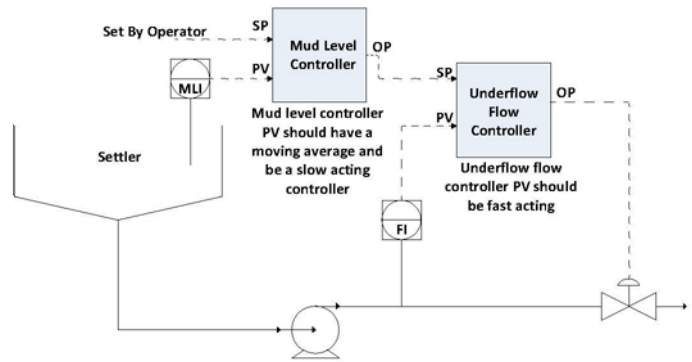 Set By Operator
SP
PV
MLI
Mud Level
Controller
OP
Mud level controller
PV should have a
moving average and
be a slow acting
controller
Settler
SP
PV
Underflow
Flow
Controller
OP
Underflow flow
controller PV should
be fast acting
FI